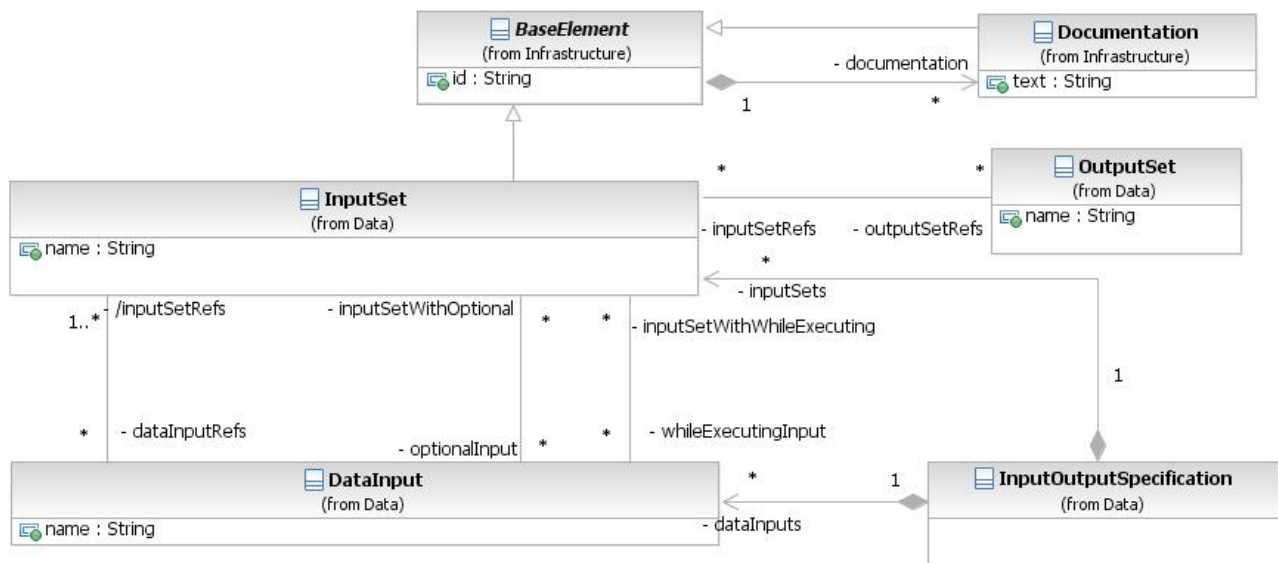 BaseElement
(from Infrastructure)
id : String
Documentation
(from Infrastructure)
text : String
- documentation
1
*
InputSet
(from Data)
name : String
*
*
- inputSetRefs
- outputSetRefs
OutputSet
(from Data)
name : String
*
- inputSets
- /inputSetRefs
1..*
- inputSetWithOptional
*
*
- inputSetWithWhileExecuting
1
*
- dataInputRefs
- optionalInput
*
*
- whileExecutingInput
DataInput
(from Data)
name : String
*
1
- dataInputs
InputOutputSpecification
(from Data)